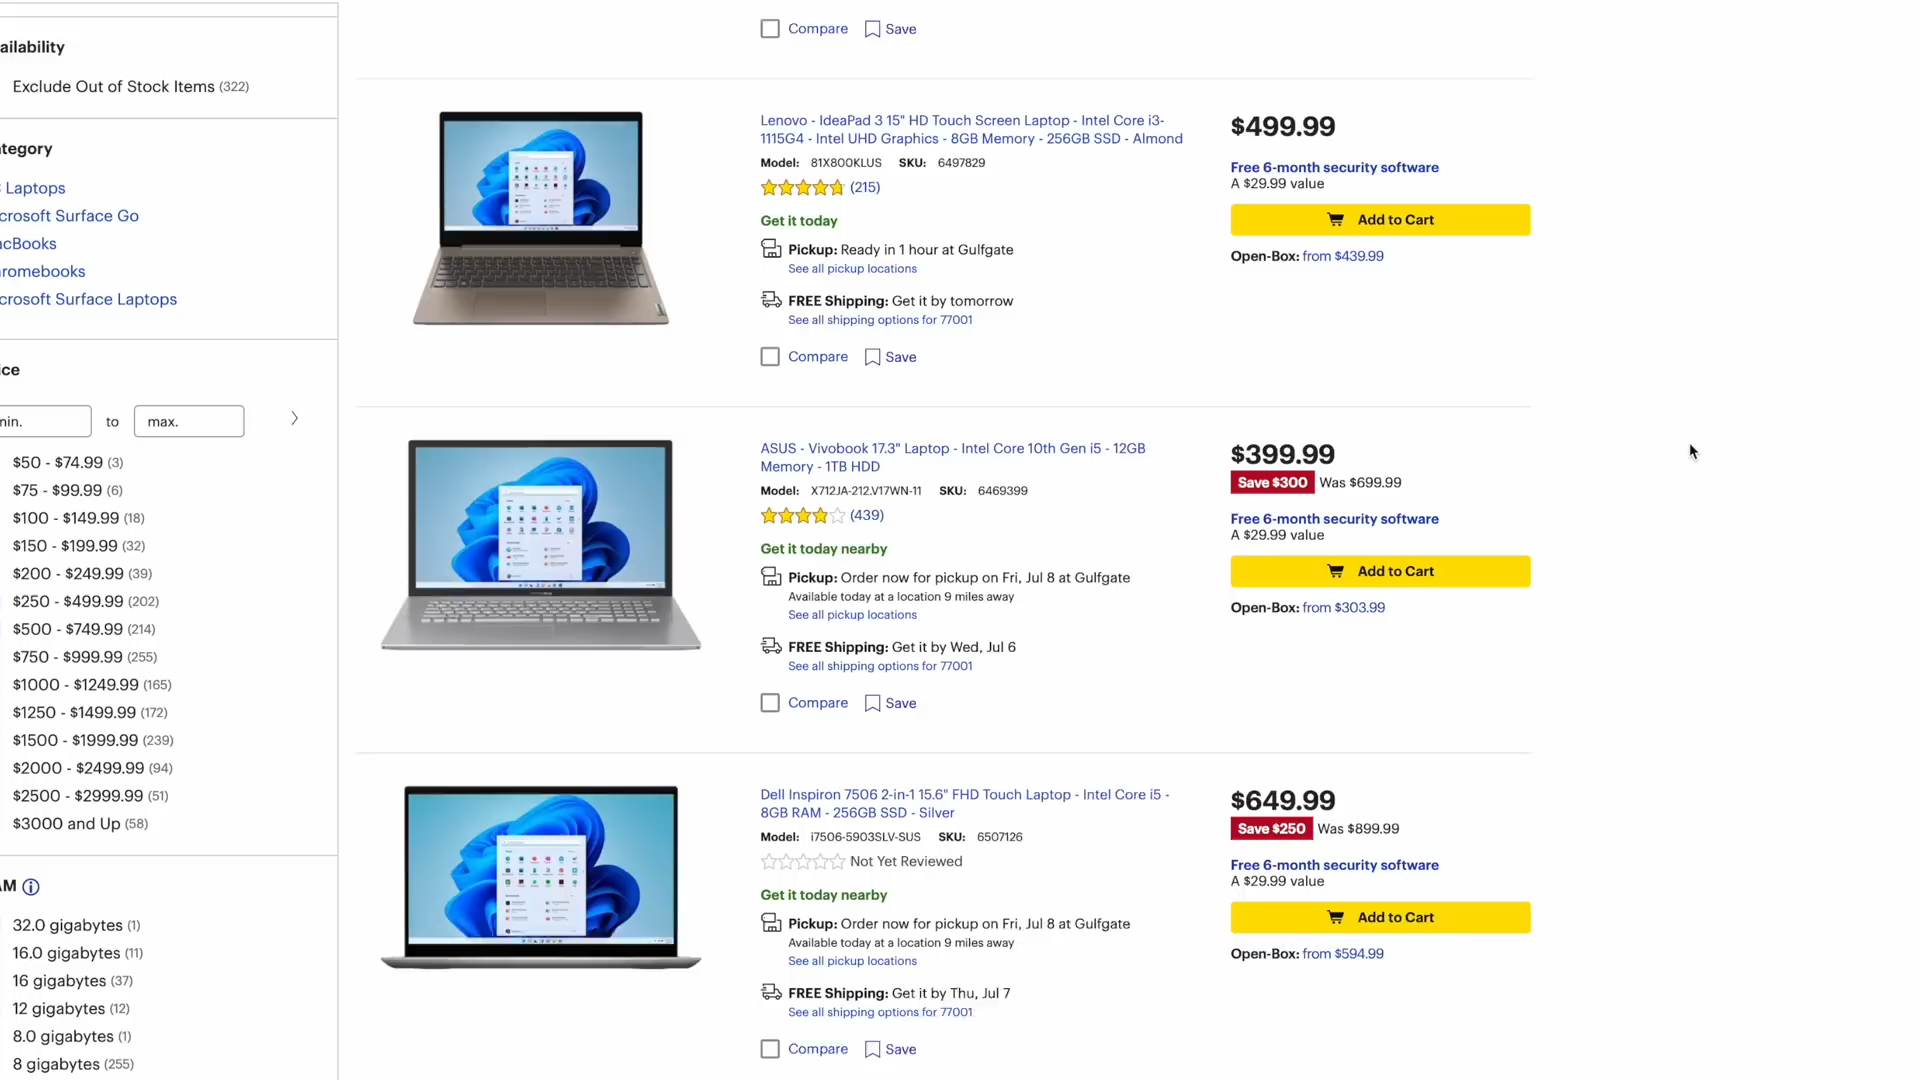 Compare Save
ailability
Exclude Out of Stock Items (322)
tegory
Laptops
crosoft Surface Go
acBooks
romebooks
crosoft Surface Laptops
ice
min. to max.
$50 - $74.99 (3)
$75 - $99.99 (6)
$100 - $149.99 (18)
$150 - $199.99 (32)
$200 - $249.99 (39)
$250 - $499.99 (202)
$500 - $749.99 (214)
$750 - $999.99 (255)
$1000 - $1249.99 (165)
$1250 - $1499.99 (172)
$1500 - $1999.99 (239)
$2000 - $2499.99 (94)
$2500 - $2999.99 (51)
$3000 and Up (58)
AM
32.0 gigabytes (1)
16.0 gigabytes (11)
16 gigabytes (37)
12 gigabytes (12)
8.0 gigabytes (1)
8 gigabytes (255)
Lenovo - IdeaPad 3 15" HD Touch Screen Laptop - Intel Core i3-
1115G4 - Intel UHD Graphics - 8GB Memory - 256GB SSD - Almond
Model: 81X800KLUS SKU: 6497829
(215)
Get it today
Pickup: Ready in 1 hour at Gulfgate
See all pickup locations
FREE Shipping: Get it by tomorrow
See all shipping options for 77001
Compare Save
$499.99
Free 6-month security software
A $29.99 value
Add to Cart
Open-Box: from $439.99
ASUS - Vivobook 17.3" Laptop - Intel Core 10th Gen i5 - 12GB
Memory - 1TB HDD
Model: X712JA-212.V17WN-11 SKU: 6469399
(439)
Get it today nearby
Pickup: Order now for pickup on Fri, Jul 8 at Gulfgate
Available today at a location 9 miles away
See all pickup locations
FREE Shipping: Get it by Wed, Jul 6
See all shipping options for 77001
Compare Save
$399.99
Save $300 Was $699.99
Free 6-month security software
A $29.99 value
Add to Cart
Open-Box: from $303.99
Dell Inspiron 7506 2-in-1 15.6" FHD Touch Laptop - Intel Core i5 -
8GB RAM - 256GB SSD - Silver
Model: i7506-5903SLV-SUS SKU: 6507126
Not Yet Reviewed
Get it today nearby
Pickup: Order now for pickup on Fri, Jul 8 at Gulfgate
Available today at a location 9 miles away
See all pickup locations
FREE Shipping: Get it by Thu, Jul 7
See all shipping options for 77001
Compare Save
$649.99
Save $250 Was $899.99
Free 6-month security software
A $29.99 value
Add to Cart
Open-Box: from $594.99